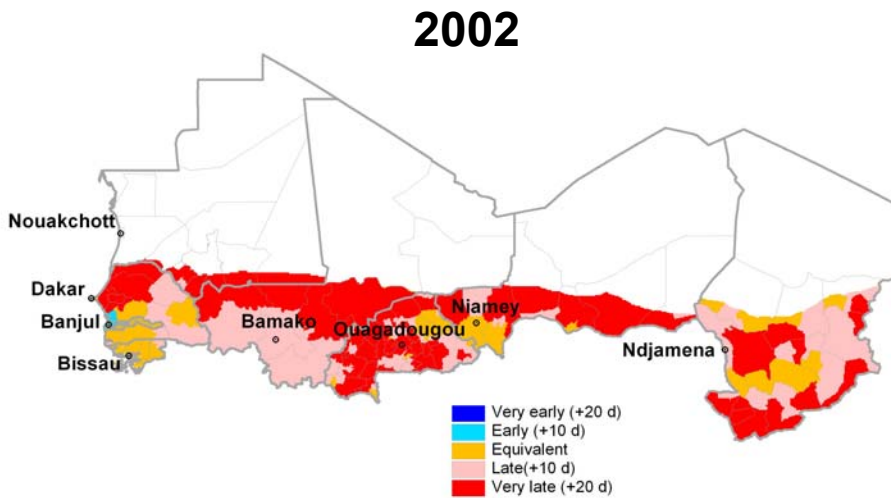 2002
Nouakchott
Dakar
Banjul
Bissau
Bamako
Ouagadougou
Niamey
Ndjamena
Very early (+20 d)
Early (+10 d)
Equivalent
Late(+10 d)
Very late (+20 d)